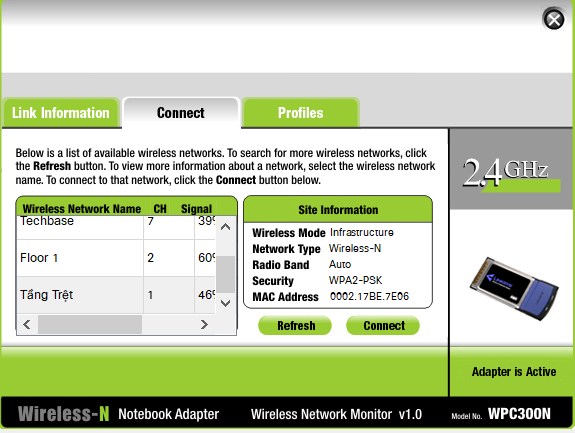 Link Information
Connect
Profiles
Below is a list of available wireless networks. To search for more wireless networks, click
the Refresh button. To view more information about a network, select the wireless network
name. To connect to that network, click the Connect button below.
2.4GHz
Wireless Network Name CH Signal
Techbase 7 39%
Floor 1 2 60%
Tầng Trệt 1 46%
Site Information
Wireless Mode Infrastructure
Network Type Wireless-N
Radio Band Auto
Security WPA2-PSK
MAC Address 0002.17BE.7E06
Refresh
Connect
Adapter is Active
Wireless-N Notebook Adapter Wireless Network Monitor v1.0 Model No. WPC300N